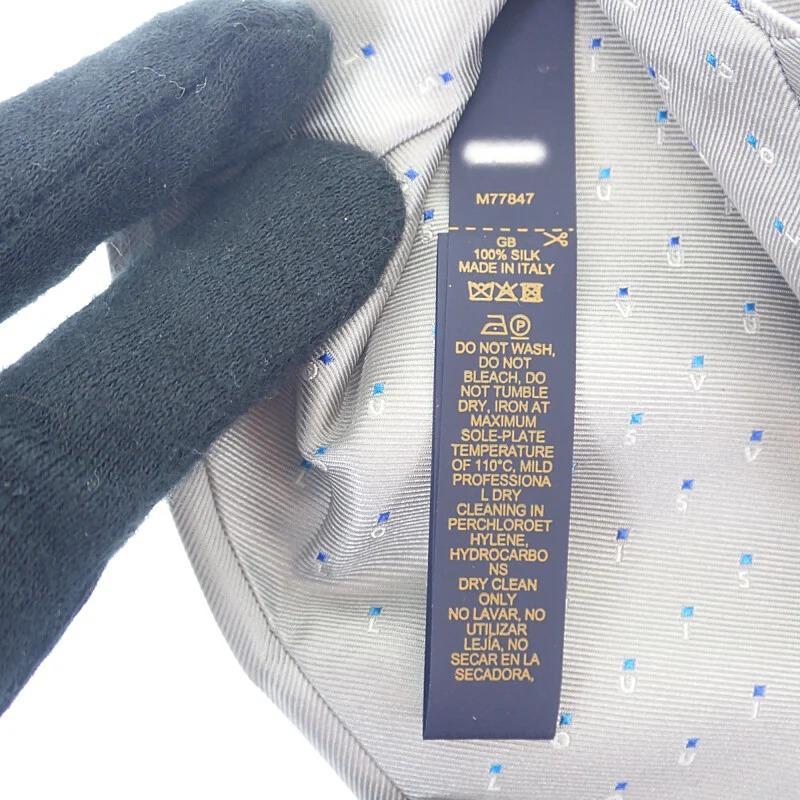 M77847
GB
100% SILK
MADE IN ITALY
P
DO NOT WASH,
DO NOT
BLEACH, DO
NOT TUMBLE
DRY, IRON AT
MAXIMUM
SOLE-PLATE
TEMPERATURE
OF 110°C, MILD
PROFESSIONA
L DRY
CLEANING IN
PERCHLOROET
HYLENE,
HYDROCARBO
NS
DRY CLEAN
ONLY
NO LAVAR, NO
UTILIZAR
LEJÍA, NO
SECAR EN LA
SECADORA,